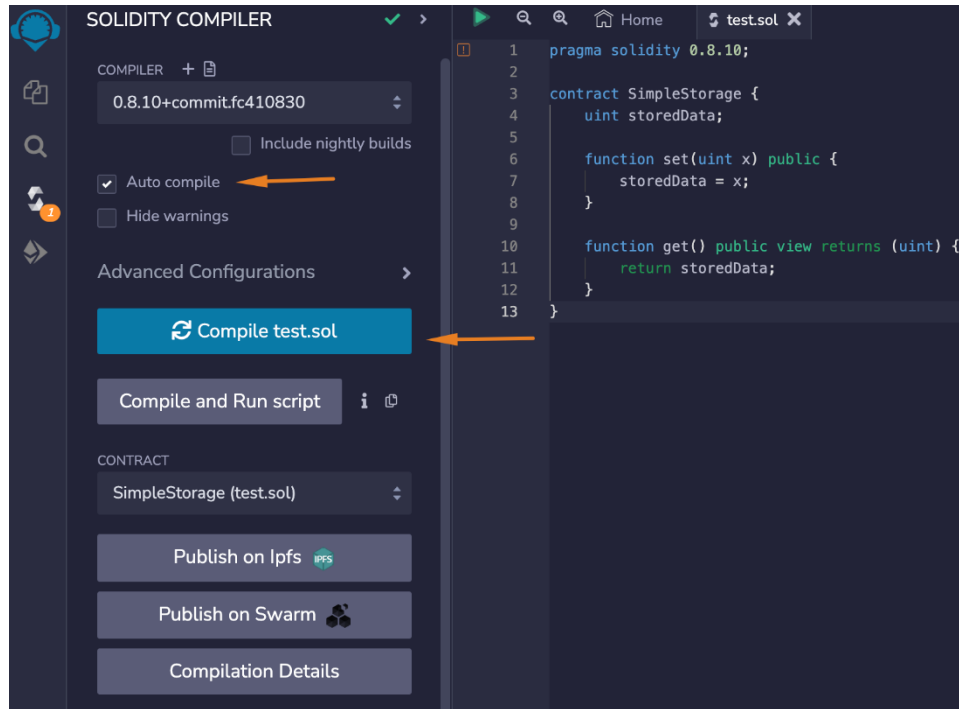 SOLIDITY COMPILER
COMPILER +
0.8.10+commit.fc410830
Include nightly builds
Auto compile
Hide warnings
Advanced Configurations
Compile test.sol
Compile and Run script
CONTRACT
SimpleStorage (test.sol)
Publish on Ipfs IPFS
Publish on Swarm
Compilation Details
1
Home test.sol
1 pragma solidity 0.8.10;
2
3 contract SimpleStorage {
4 uint storedData;
5
6 function set(uint x) public {
7 storedData = x;
8 }
9
10 function get() public view returns (uint) {
11 return storedData;
12 }
13 }